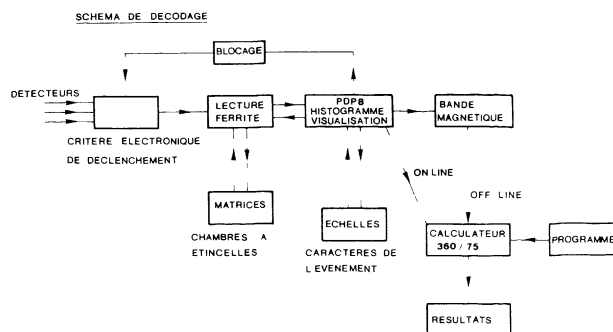 SCHEMA DE DECODAGE
BLOCAGE
DETECTEURS
LECTURE
FERRITE
PDP8
HISTOGRAMME
VISUALISATION
BANDE
MAGNETIQUE
CRITERE ELECTRONIQUE
DE DECLENCHEMENT
ON LINE
OFF LINE
MATRICES
ECHELLES
CALCULATEUR
360 / 75
PROGRAMME
CHAMBRES A
ETINCELLES
CARACTERES DE
L EVENEMENT
RESULTATS